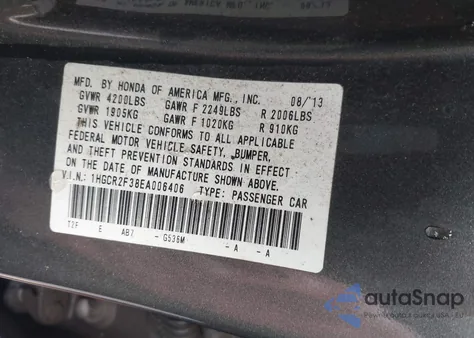 MFD. BY HONDA OF AMERICA MFG., INC. 08/13
GVWR 4200LBS GAWR F 2249LBS R 2006LBS
GVWR 1905KG GAWR F 1020KG R 910KG
THIS VEHICLE CONFORMS TO ALL APPLICABLE
FEDERAL MOTOR VEHICLE SAFETY, BUMPER,
AND THEFT PREVENTION STANDARDS IN EFFECT
ON THE DATE OF MANUFACTURE SHOWN ABOVE.
V.I.N.: 1HGCR2F38EA006406 TYPE: PASSENGER CAR
E AB7 - G536M - A - A
autoSnap